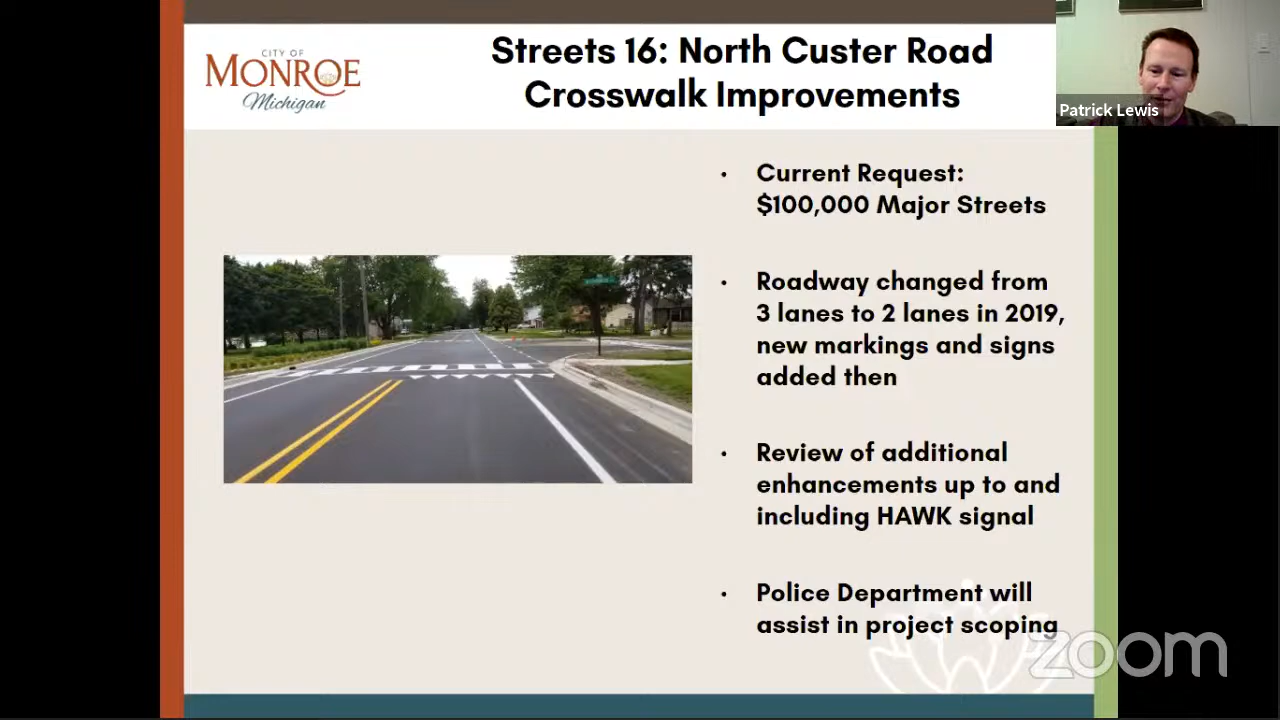 CITY OF
MONROE
Michigan
Streets 16: North Custer Road
Crosswalk Improvements
Patrick Lewis
• Current Request:
$100,000 Major Streets
• Roadway changed from
3 lanes to 2 lanes in 2019,
new markings and signs
added then
• Review of additional
enhancements up to and
including HAWK signal
• Police Department will
assist in project scoping
zoom